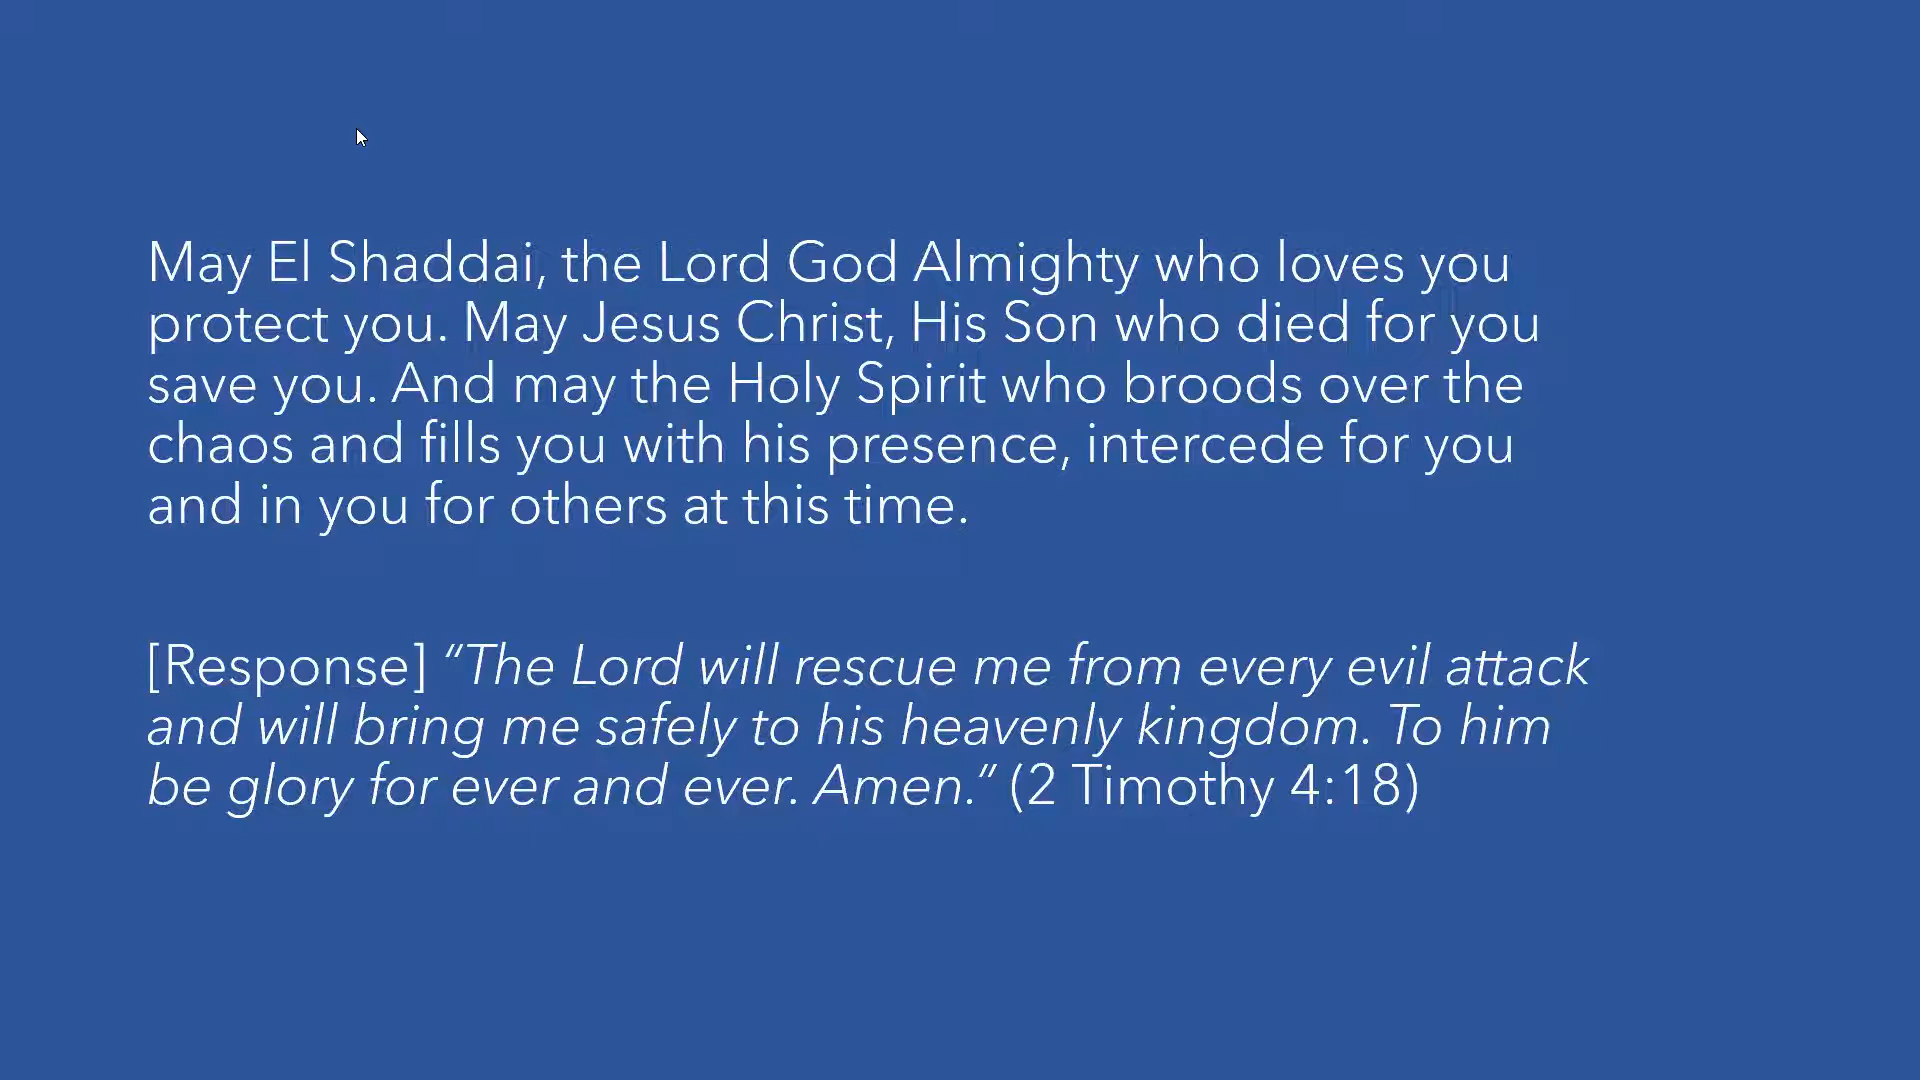 May El Shaddai, the Lord God Almighty who loves you
protect you. May Jesus Christ, His Son who died for you
save you. And may the Holy Spirit who broods over the
chaos and fills you with his presence, intercede for you
and in you for others at this time.
[Response] “The Lord will rescue me from every evil attack
and will bring me safely to his heavenly kingdom. To him
be glory for ever and ever. Amen.” (2 Timothy 4:18)